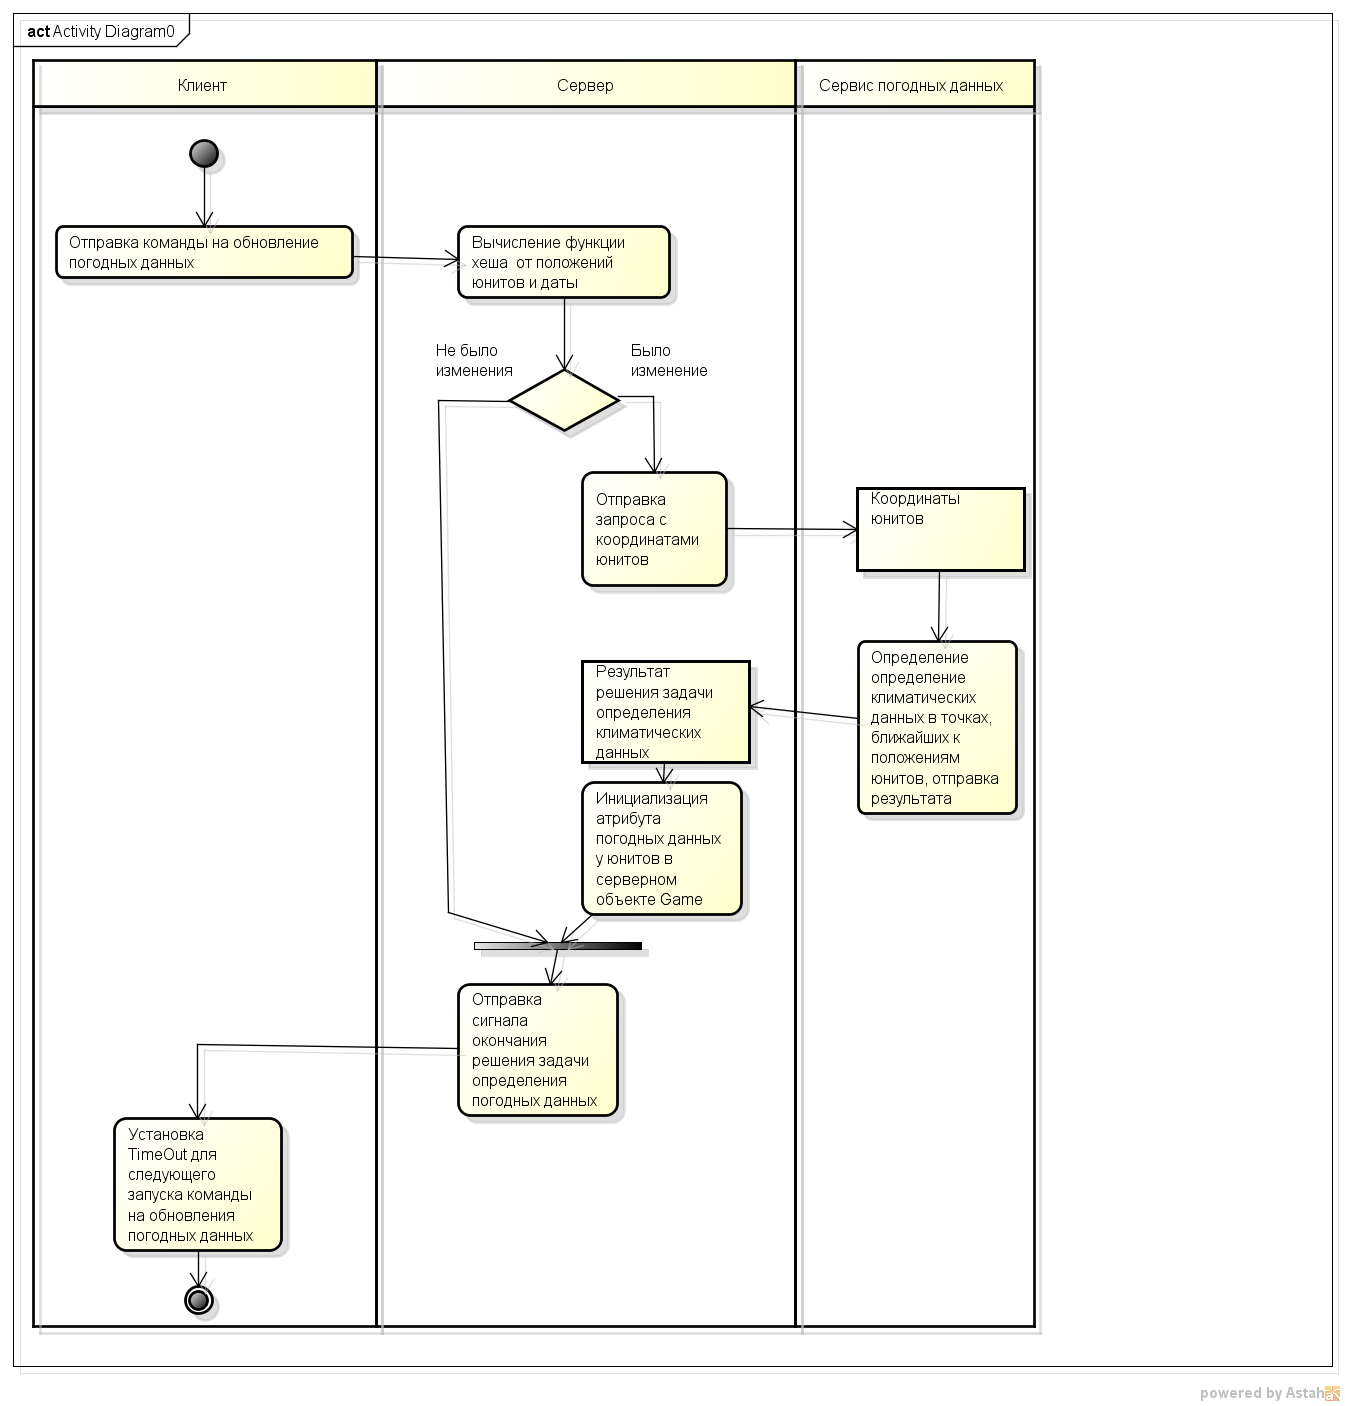 act Activity Diagram0
Клиент
Сервер
Сервис погодных данных
Отправка команды на обновление
погодных данных
Вычисление функции
хеша  от положений
юнитов и даты
Не было
изменения
Было
изменение
Отправка
запроса с
координатами
юнитов
Координаты
юнитов
Определение
определение
климатических
данных в точках,
ближайших к
положениям
юнитов, отправка
результата
Результат
решения задачи
определения
климатических
данных
Инициализация
атрибута
погодных данных
у юнитов в
серверном
объекте Game
Отправка
сигнала
окончания
решения задачи
определения
погодных данных
Установка
TimeOut для
следующего
запуска команды
на обновления
погодных данных
powered by Astah